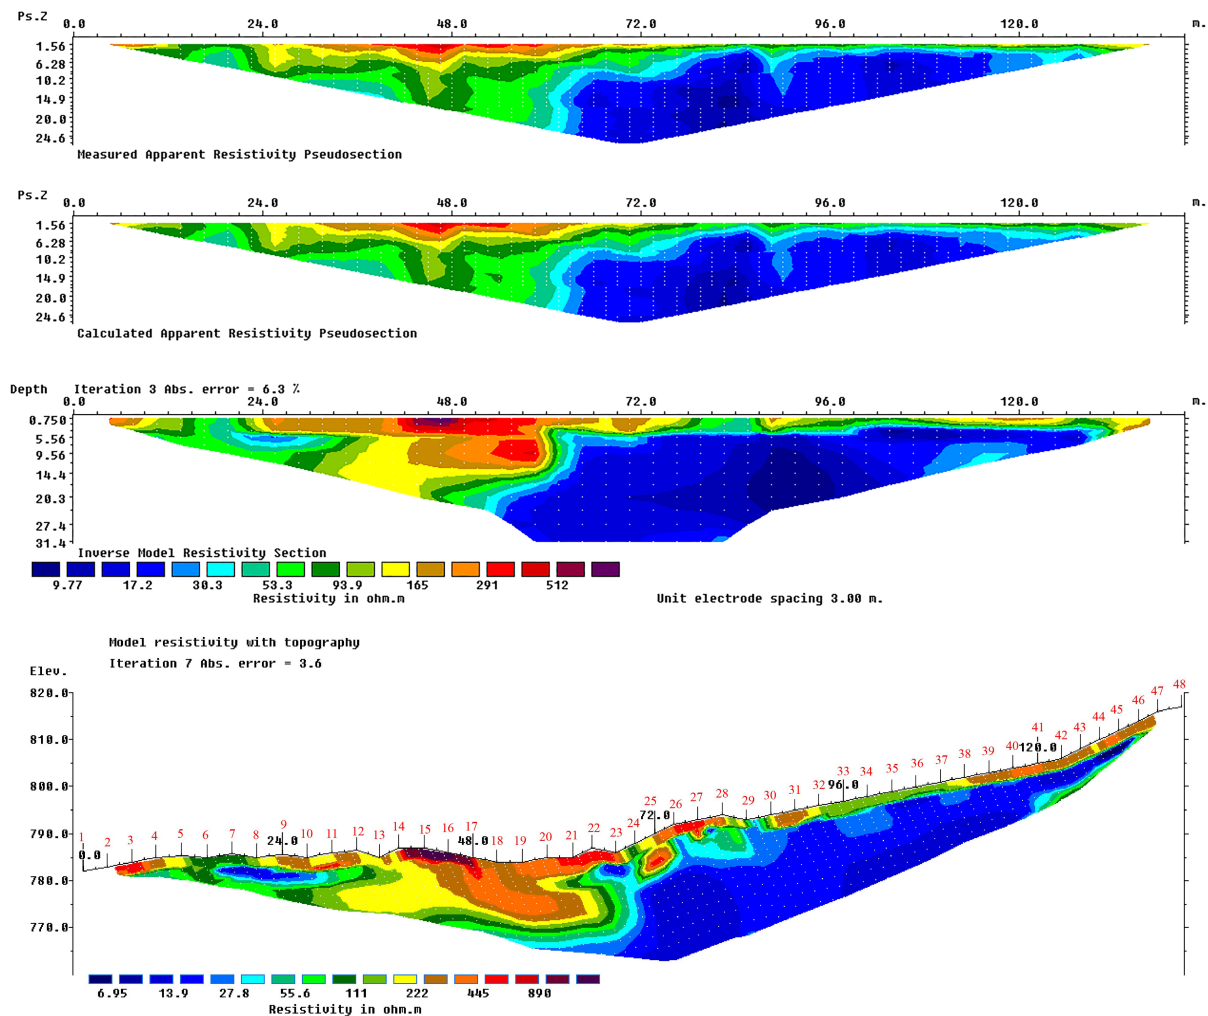 Ps.Z 0.0 24.0 48.0 72.0 96.0 120.0 m.
1.56
6.28
10.2
14.9
20.0
24.6
Measured Apparent Resistivity Pseudosection
Ps.Z 0.0 24.0 48.0 72.0 96.0 120.0 m.
1.56
6.28
10.2
14.9
20.0
24.6
Calculated Apparent Resistivity Pseudosection
Depth Iteration 3 Abs. error = 6.3 %
0.0 24.0 48.0 72.0 96.0 120.0 m.
0.750
5.56
9.56
14.4
20.3
27.4
31.4
Inverse Model Resistivity Section
9.77 17.2 30.3 53.3 93.9 165 291 512
Resistivity in ohm.m Unit electrode spacing 3.00 m.
Model resistivity with topography
Iteration 7 Abs. error = 3.6
Elev.
820.0
810.0
800.0
790.0
780.0
770.0
1 2 3 4 5 6 7 8 9 10 11 12 13 14 15 16 17 18 19 20 21 22 23 24 25 26 27 28 29 30 31 32 33 34 35 36 37 38 39 40 41 42 43 44 45 46 47 48
0.0 24.0 48.0 72.0 96.0 120.0
6.95 13.9 27.8 55.6 111 222 445 890
Resistivity in ohm.m